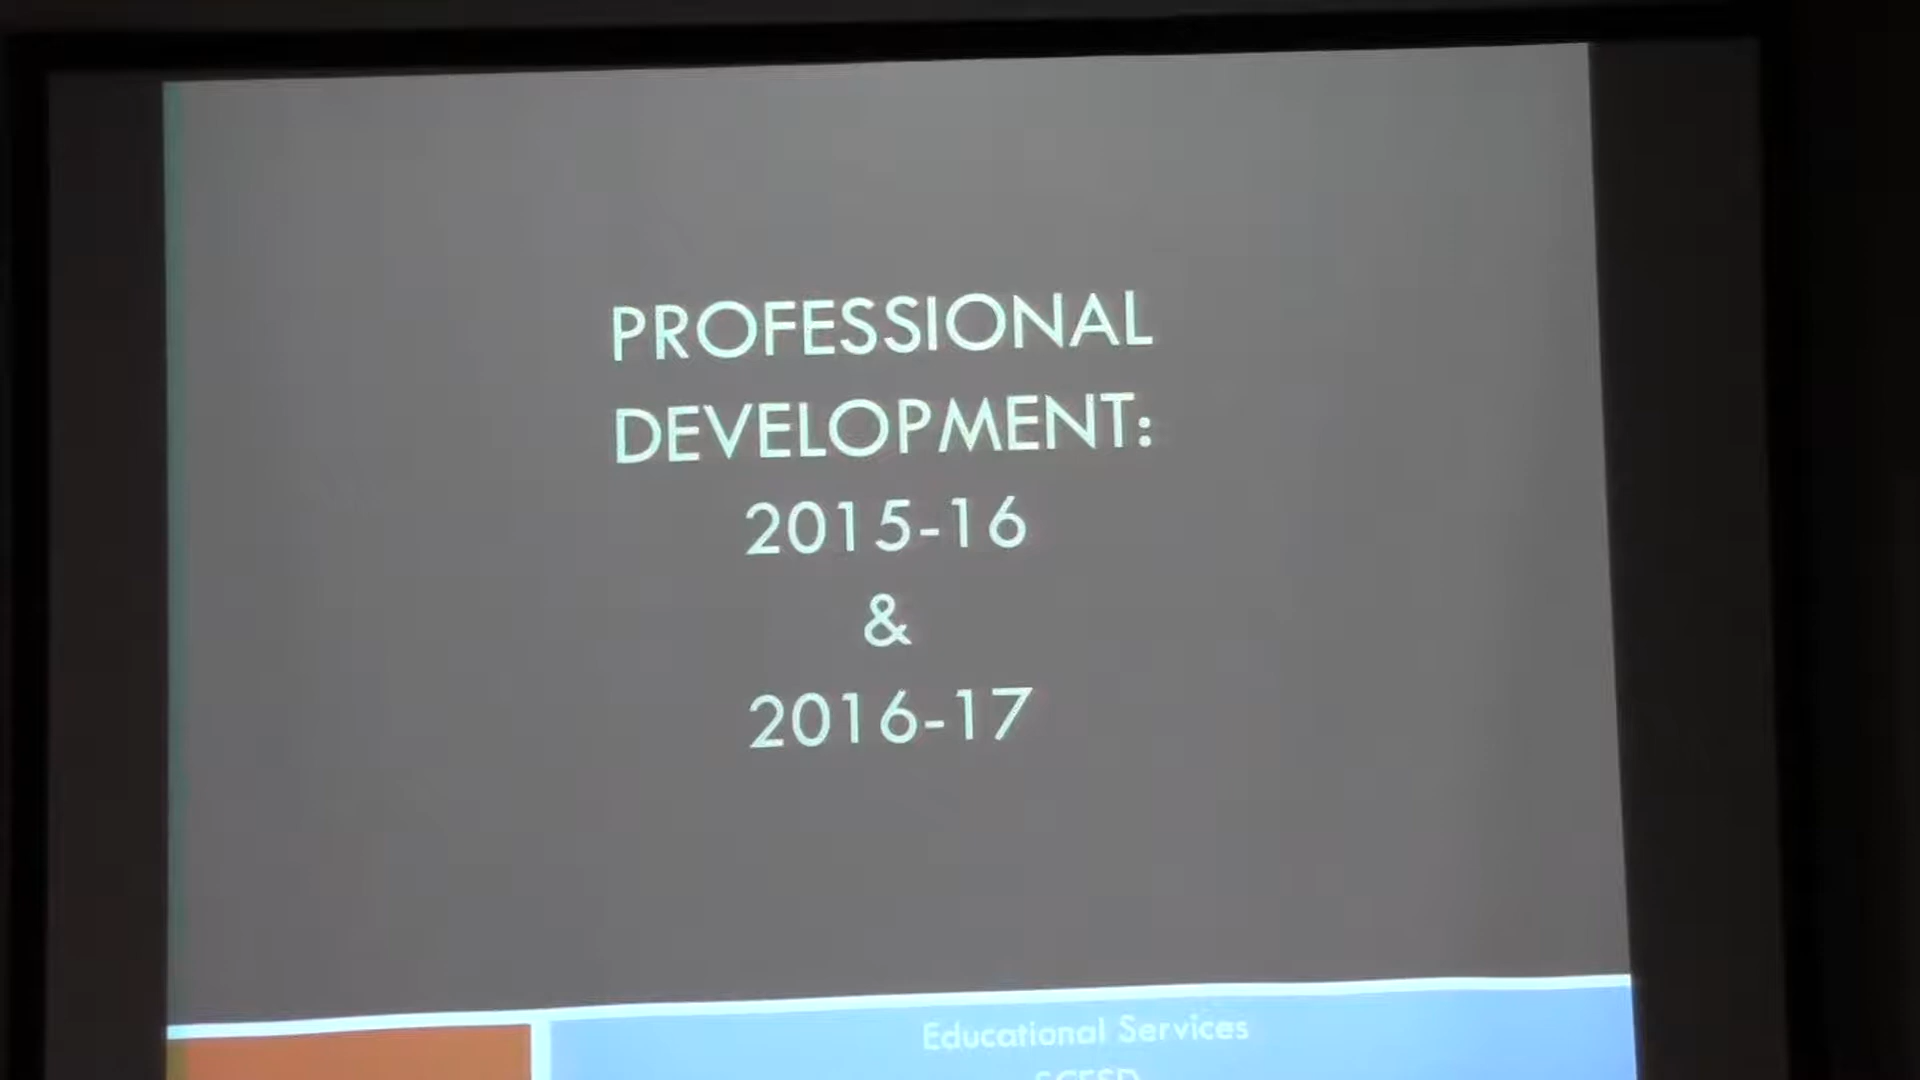 PROFESSIONAL
DEVELOPMENT:
2015-16
&
2016-17
Educational Services